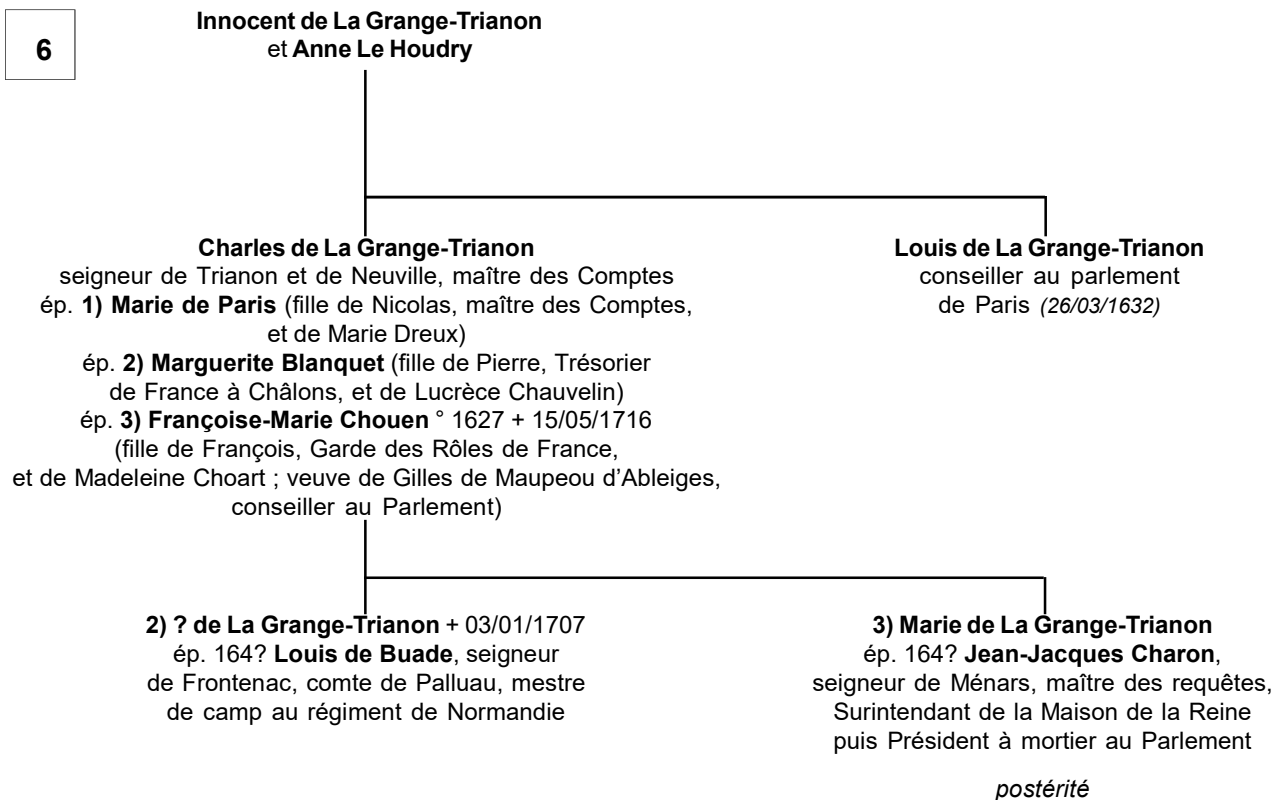 6
Innocent de La Grange-Trianon
et Anne Le Houdry
Charles de La Grange-Trianon
seigneur de Trianon et de Neuville, maître des Comptes
ép. 1) Marie de Paris (fille de Nicolas, maître des Comptes,
et de Marie Dreux)
ép. 2) Marguerite Blanquet (fille de Pierre, Trésorier
de France à Châlons, et de Lucrèce Chauvelin)
ép. 3) Françoise-Marie Chouen ° 1627 + 15/05/1716
(fille de François, Garde des Rôles de France,
et de Madeleine Choart ; veuve de Gilles de Maupeou d’Ableiges,
conseiller au Parlement)
Louis de La Grange-Trianon
conseiller au parlement
de Paris (26/03/1632)
2) ? de La Grange-Trianon + 03/01/1707
ép. 164? Louis de Buade, seigneur
de Frontenac, comte de Palluau, mestre
de camp au régiment de Normandie
3) Marie de La Grange-Trianon
ép. 164? Jean-Jacques Charon,
seigneur de Ménars, maître des requêtes,
Surintendant de la Maison de la Reine
puis Président à mortier au Parlement
postérité